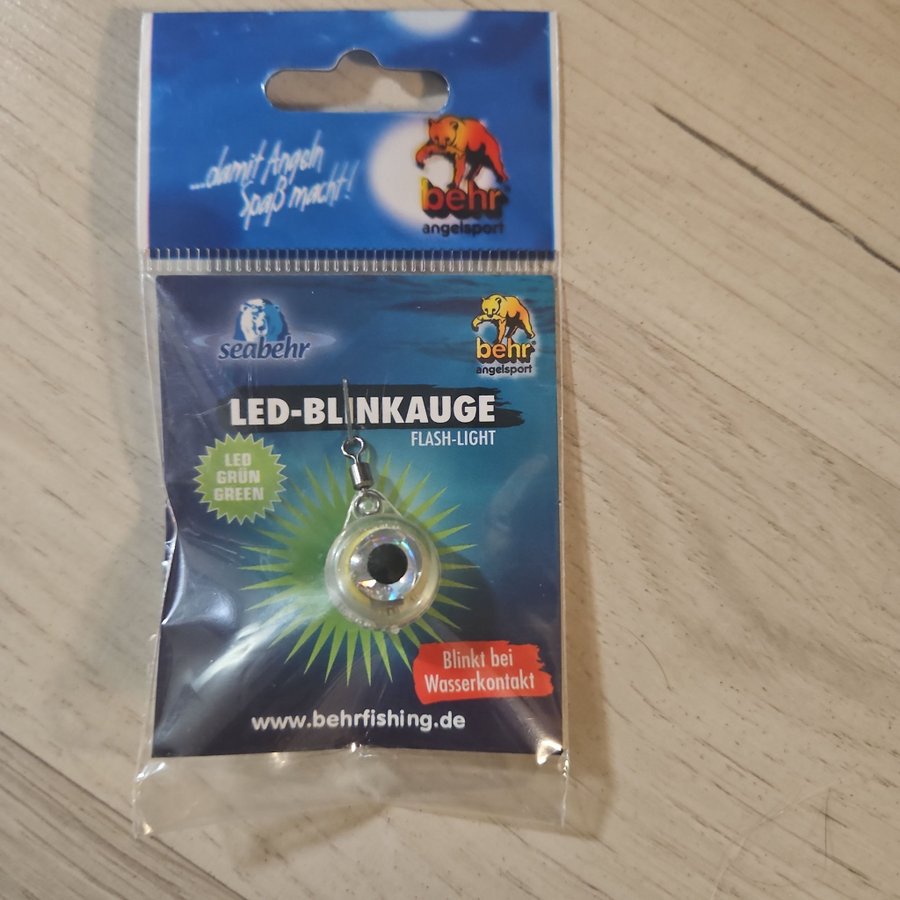 ...damit Angeln
Spaß macht!
behr
angelsport
seabehr
behr
angelsport
LED-BLINKAUGE
FLASH-LIGHT
LED
GRÜN
GREEN
Blinkt bei
Wasserkontakt
www.behrfishing.de